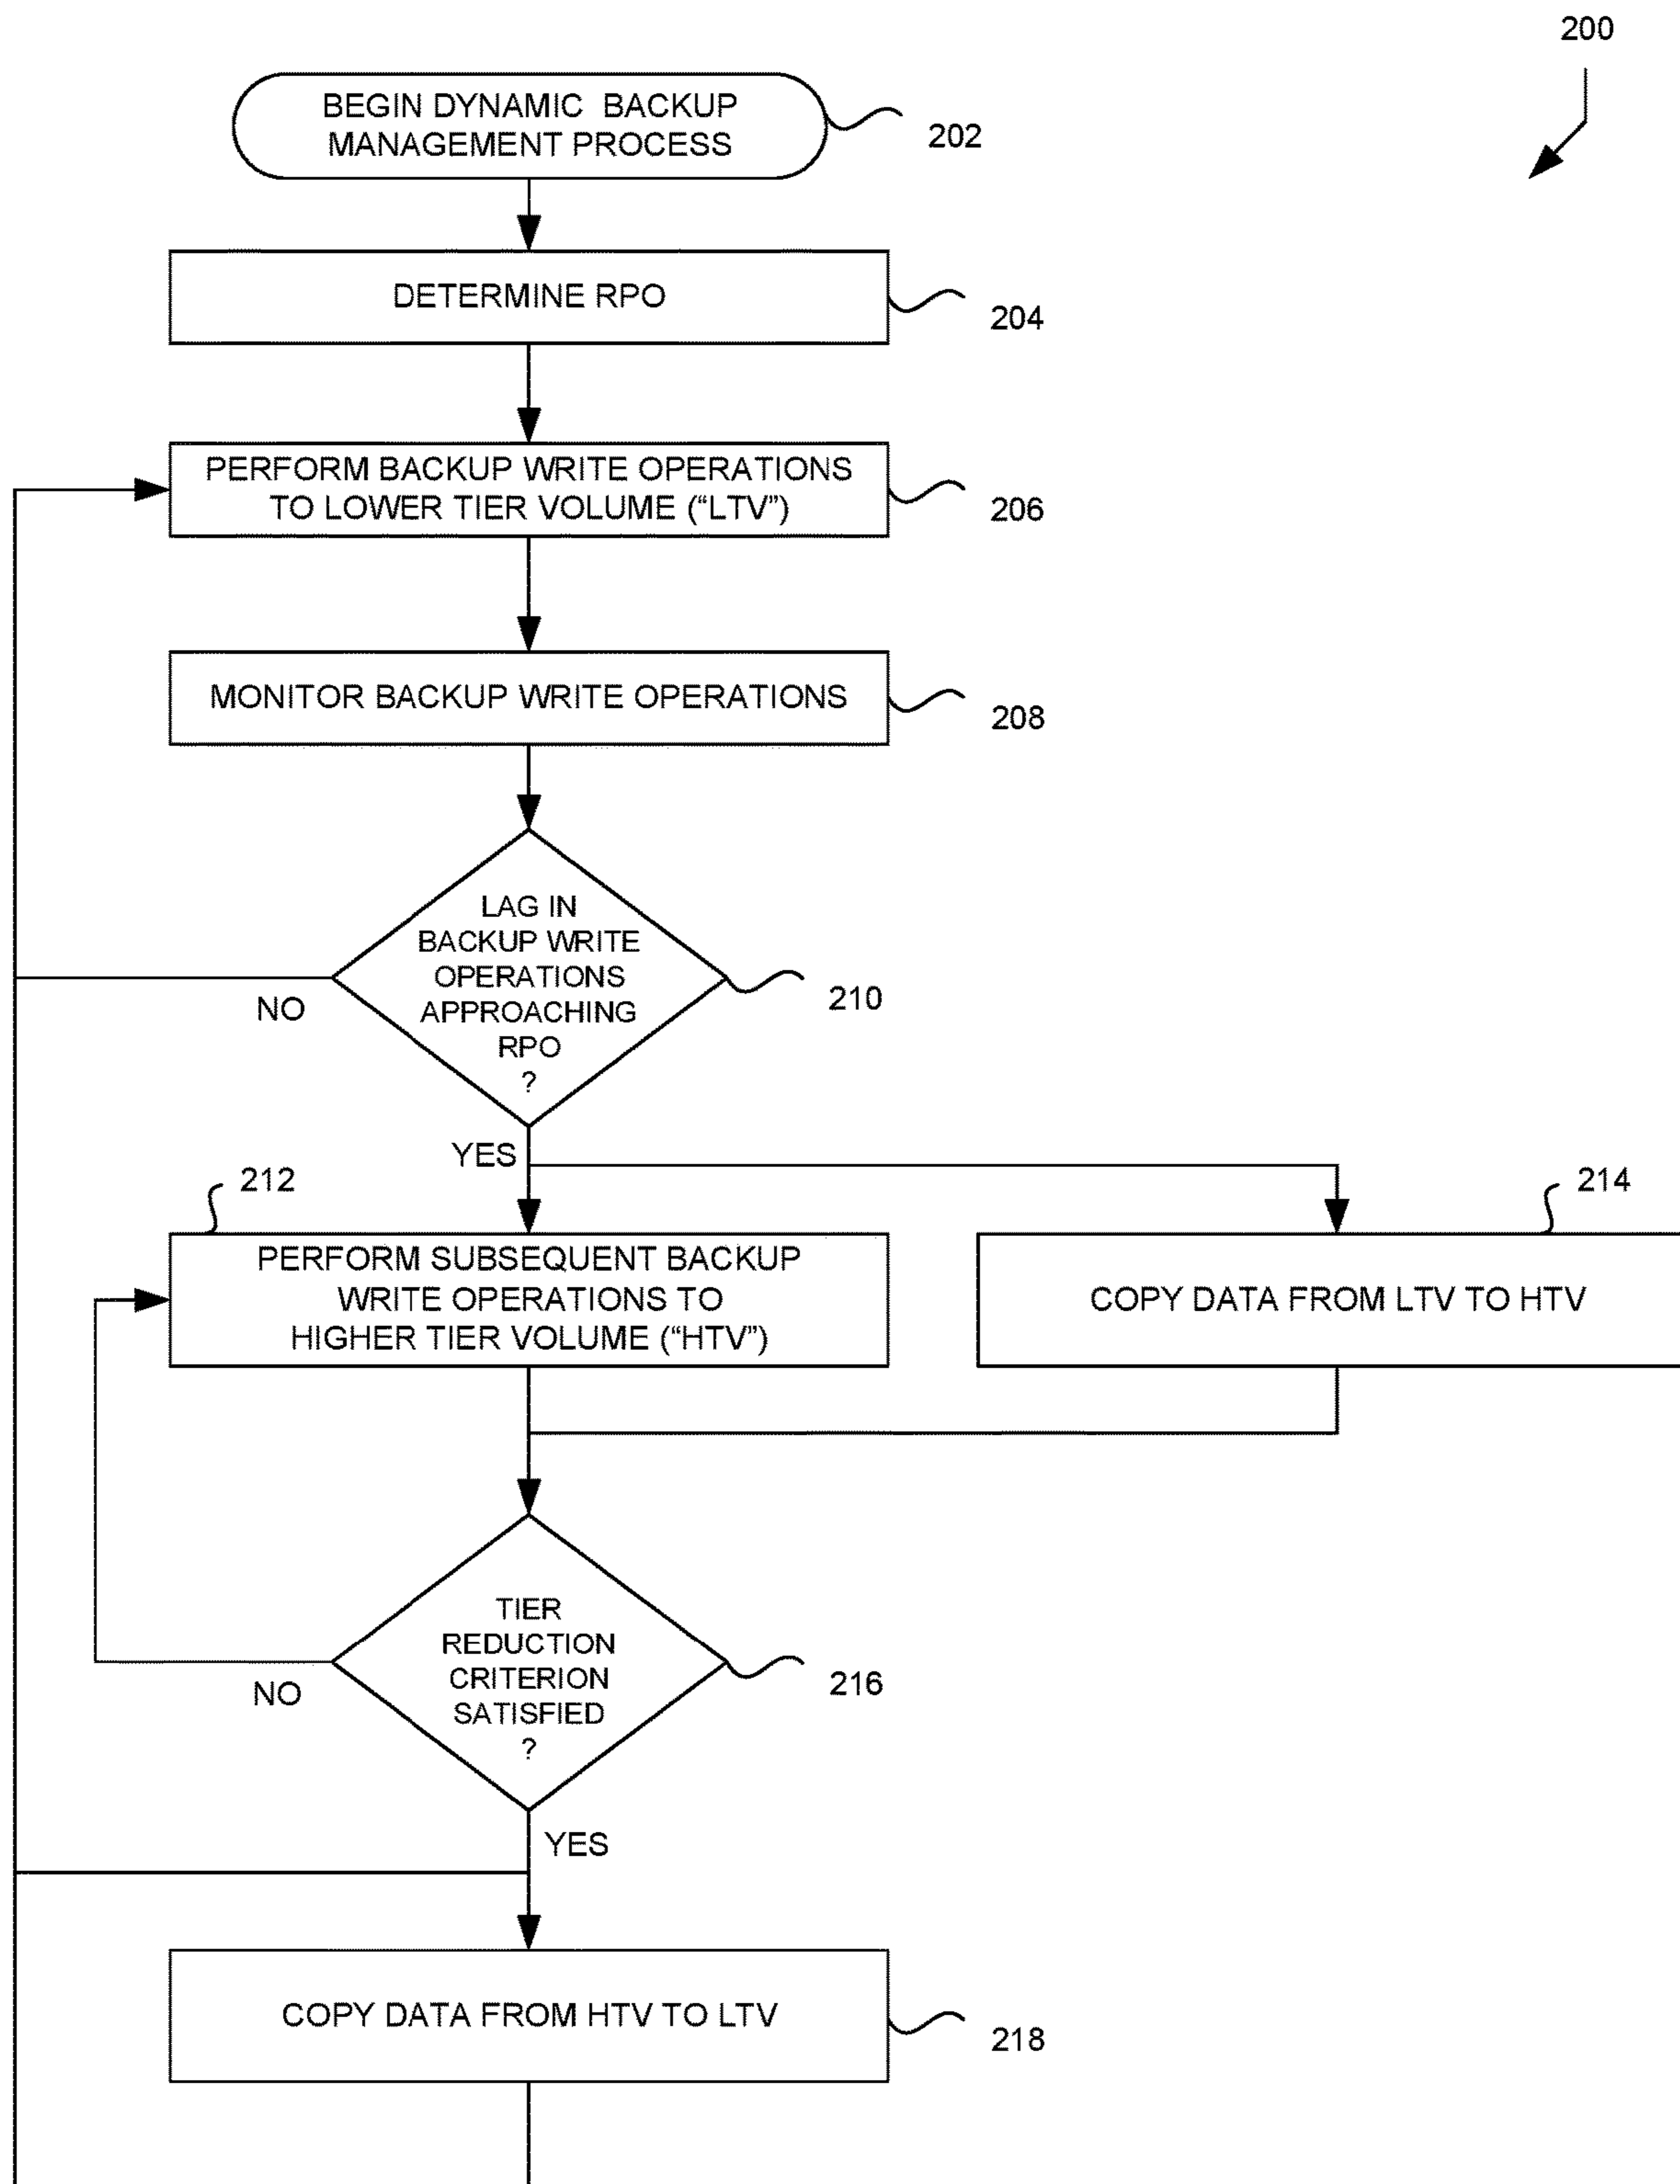 200
BEGIN DYNAMIC BACKUP
MANAGEMENT PROCESS
202
DETERMINE RPO
204
PERFORM BACKUP WRITE OPERATIONS
TO LOWER TIER VOLUME (“LTV”)
206
MONITOR BACKUP WRITE OPERATIONS
208
LAG IN
BACKUP WRITE
OPERATIONS
APPROACHING
RPO
?
210
NO
YES
212
214
PERFORM SUBSEQUENT BACKUP
WRITE OPERATIONS TO
HIGHER TIER VOLUME (“HTV”)
COPY DATA FROM LTV TO HTV
TIER
REDUCTION
CRITERION
SATISFIED
?
216
NO
YES
COPY DATA FROM HTV TO LTV
218